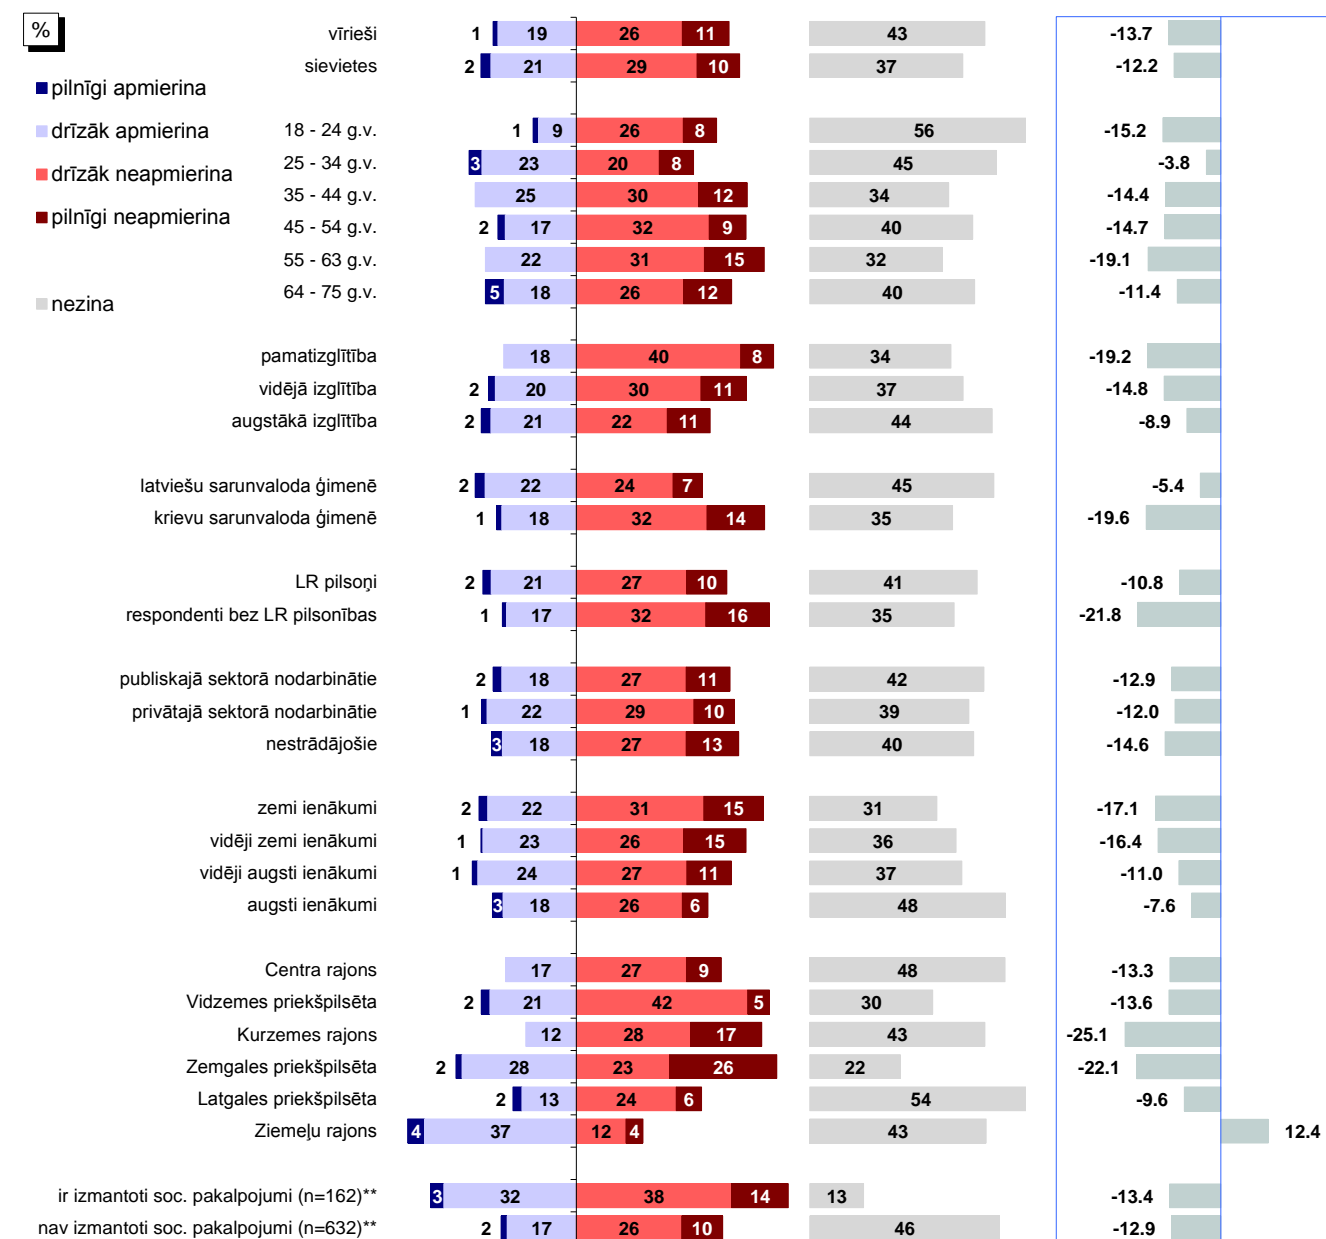 %
pilnīgi apmierina
drīzāk apmierina
drīzāk neapmierina
pilnīgi neapmierina
nezina
vīrieši 1 19 26 11 43 -13.7
sievietes 2 21 29 10 37 -12.2
18 - 24 g.v. 1 9 26 8 56 -15.2
25 - 34 g.v. 3 23 20 8 45 -3.8
35 - 44 g.v. 25 30 12 34 -14.4
45 - 54 g.v. 2 17 32 9 40 -14.7
55 - 63 g.v. 22 31 15 32 -19.1
64 - 75 g.v. 5 18 26 12 40 -11.4
pamatizglītība 18 40 8 34 -19.2
vidējā izglītība 2 20 30 11 37 -14.8
augstākā izglītība 2 21 22 11 44 -8.9
latviešu sarunvaloda ģimenē 2 22 24 7 45 -5.4
krievu sarunvaloda ģimenē 1 18 32 14 35 -19.6
LR pilsoņi 2 21 27 10 41 -10.8
respondenti bez LR pilsonības 1 17 32 16 35 -21.8
publiskajā sektorā nodarbinātie 2 18 27 11 42 -12.9
privātajā sektorā nodarbinātie 1 22 29 10 39 -12.0
nestrādājošie 3 18 27 13 40 -14.6
zemi ienākumi 2 22 31 15 31 -17.1
vidēji zemi ienākumi 1 23 26 15 36 -16.4
vidēji augsti ienākumi 1 24 27 11 37 -11.0
augsti ienākumi 3 18 26 6 48 -7.6
Centra rajons 17 27 9 48 -13.3
Vidzemes priekšpilsēta 2 21 42 5 30 -13.6
Kurzemes rajons 12 28 17 43 -25.1
Zemgales priekšpilsēta 2 28 23 26 22 -22.1
Latgales priekšpilsēta 2 13 24 6 54 -9.6
Ziemeļu rajons 4 37 12 4 43 12.4
ir izmantoti soc. pakalpojumi (n=162)** 3 32 38 14 13 -13.4
nav izmantoti soc. pakalpojumi (n=632)** 2 17 26 10 46 -12.9